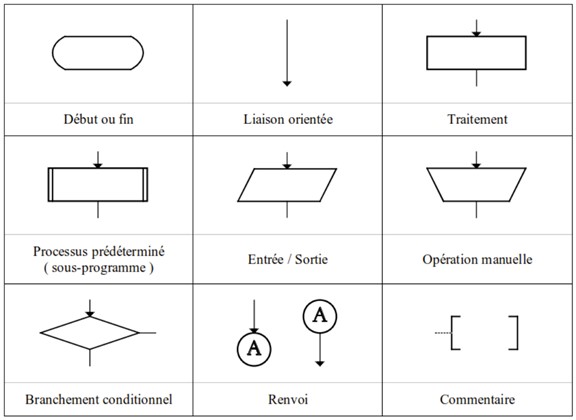 Début ou fin
Liaison orientée
Traitement
Processus prédéterminé
( sous-programme )
Entrée / Sortie
Opération manuelle
A
A
Branchement conditionnel
Renvoi
Commentaire